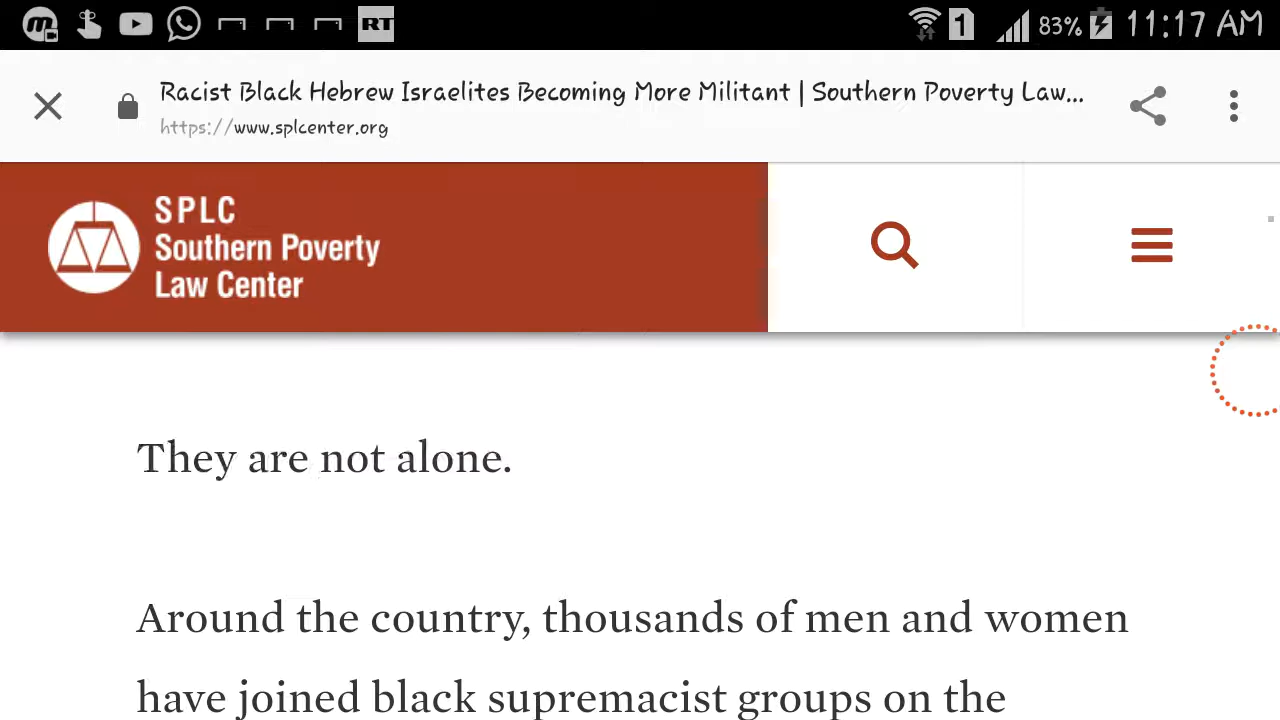 RT 1 83% 11:17 AM
Racist Black Hebrew Israelites Becoming More Militant | Southern Poverty Law...
https://www.splcenter.org
SPLC
Southern Poverty
Law Center
They are not alone.
Around the country, thousands of men and women
have joined black supremacist groups on the